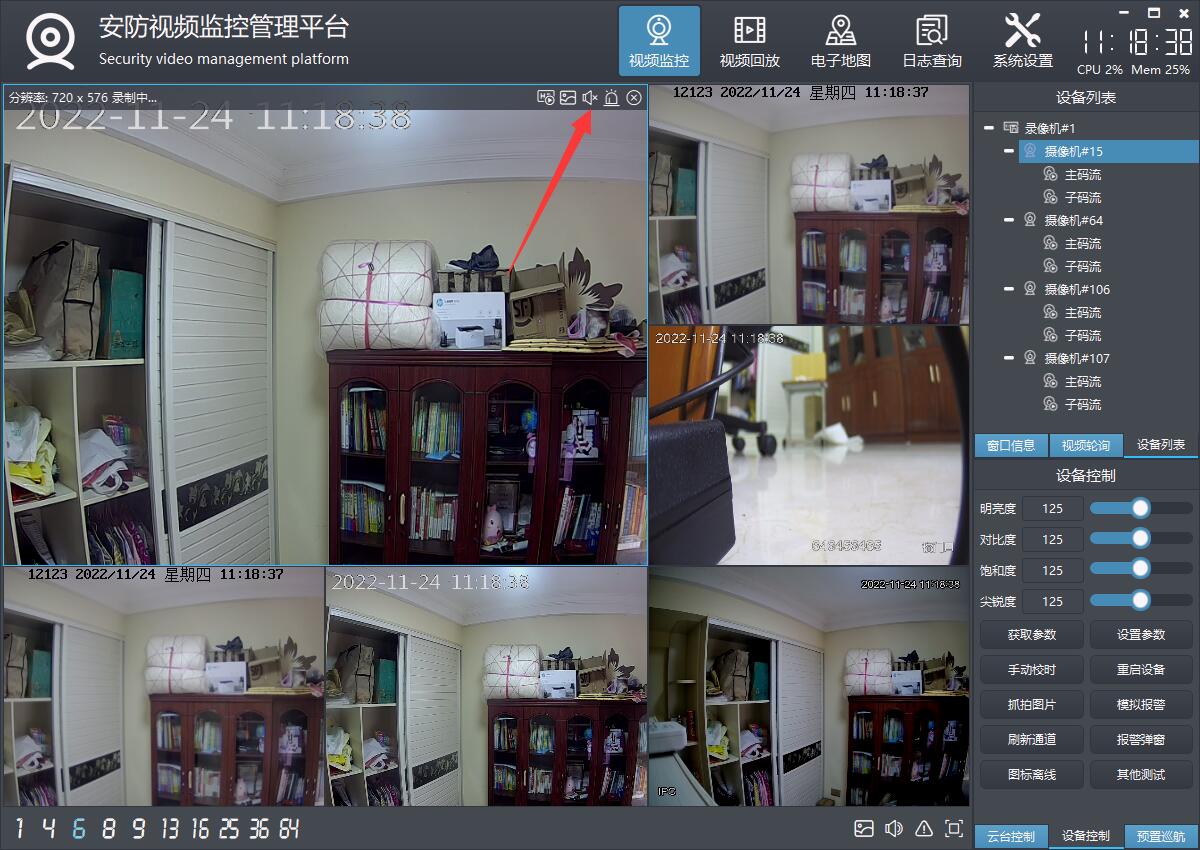 安防视频监控管理平台
Security video management platform
视频监控
视频回放
电子地图
日志查询
系统设置
11:18:38
CPU 2% Mem 25%
分辨率: 720 x 576 录制中...
2022-11-24 11:18:38
12123 2022/11/24 星期四 11:18:37
2022-11-24 11:18:38
12123 2022/11/24 星期四 11:18:37
2022-11-24 11:18:38
2022-11-24 11:18:38
IPC
设备列表
录像机#1
摄像机#15
主码流
子码流
摄像机#64
主码流
子码流
摄像机#106
主码流
子码流
摄像机#107
主码流
子码流
窗口信息
视频轮询
设备列表
设备控制
明亮度 125
对比度 125
饱和度 125
尖锐度 125
获取参数
设置参数
手动校时
重启设备
抓拍图片
模拟报警
刷新通道
报警弹窗
图标离线
其他测试
云台控制
设备控制
预置巡航
1 4 6 8 9 13 16 25 36 64